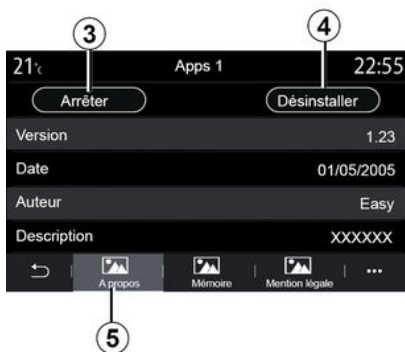 3
4
21°c Apps 1 22:55
Arrêter Désinstaller
Version 1.23
Date 01/05/2005
Auteur Easy
Description XXXXXX
A propos Mémoire Mention légale ...
5